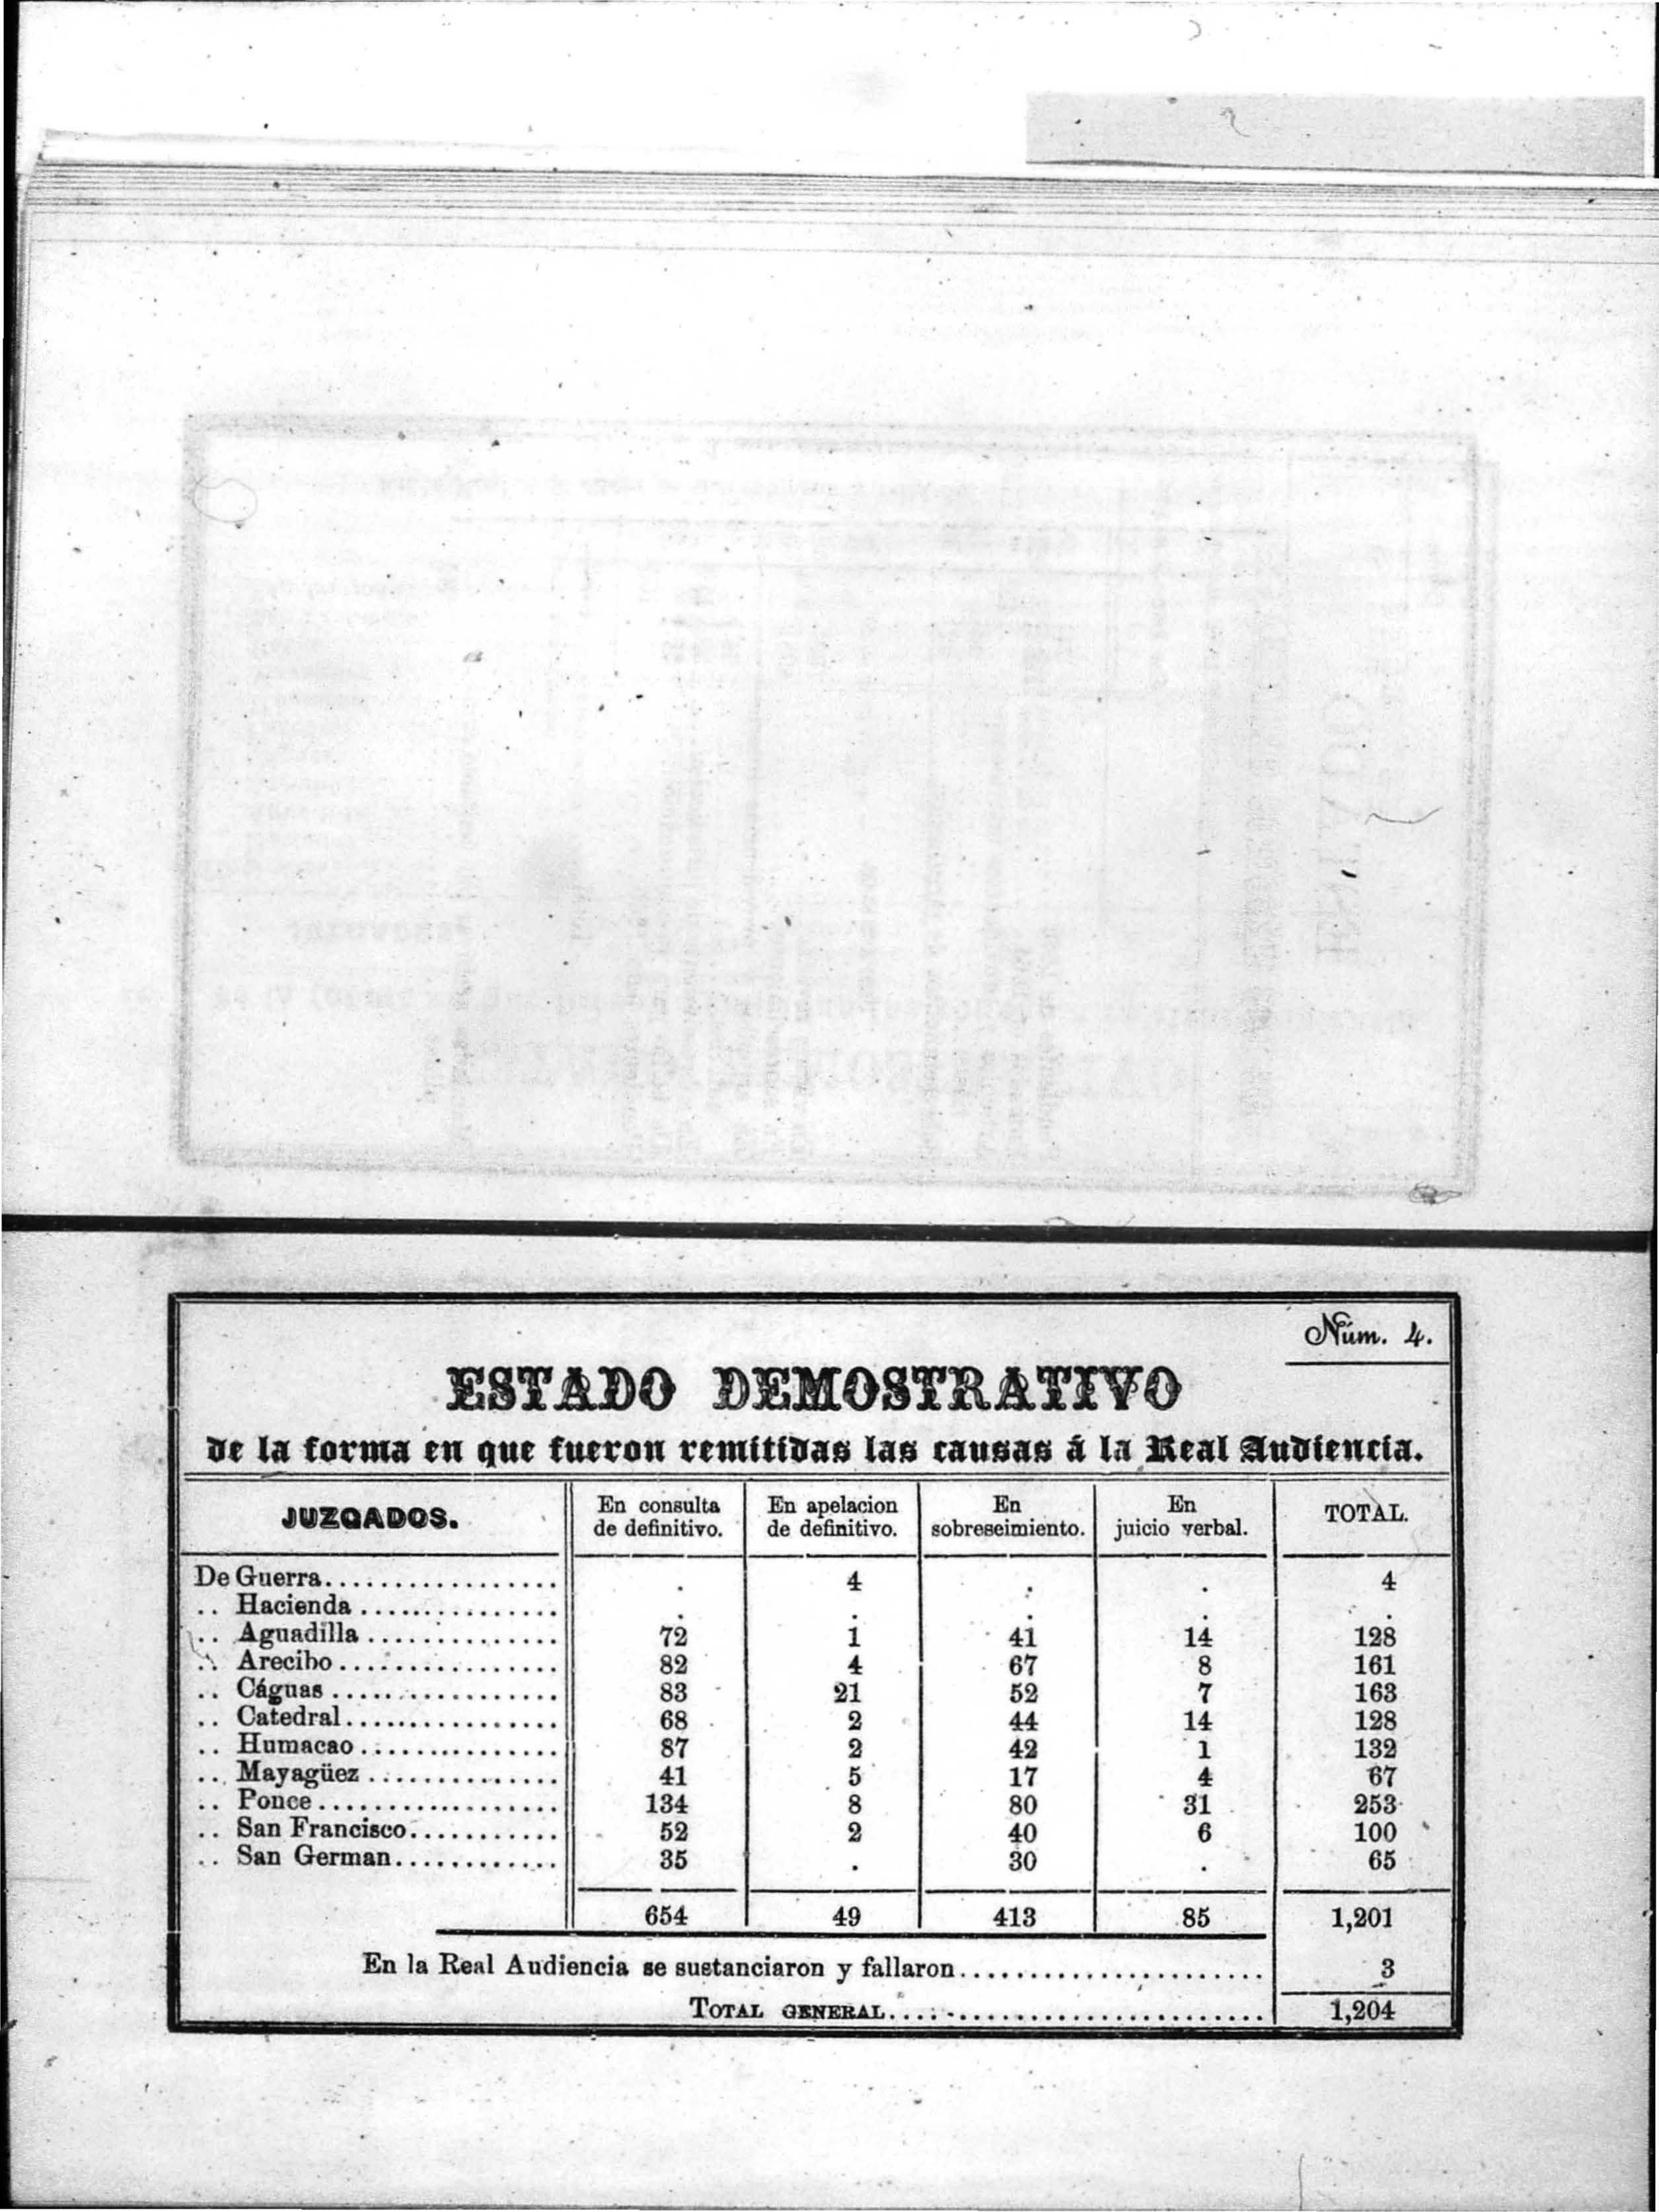 Núm. 4.
ESTADO DEMOSTRATIVO
de la forma en que fueron remitidas las causas á la Real Audiencia.
JUZGADOS. En consulta de definitivo. En apelacion de definitivo. En sobreseimiento. En juicio verbal. TOTAL.
De Guerra.................. . 4 . . 4
.. Hacienda ............... . . . . .
.. Aguadilla ............... 72 1 41 14 128
.. Arecibo................. 82 4 67 8 161
.. Cáguas ................. 83 21 52 7 163
.. Catedral................ 68 2 44 14 128
.. Humacao ............... 87 2 42 1 132
.. Mayagüez .............. 41 5 17 4 67
.. Ponce.................. 134 8 80 31 253
.. San Francisco........... 52 2 40 6 100
.. San German............ 35 . 30 . 65
654 49 413 85 1,201
En la Real Audiencia se sustanciaron y fallaron...................... 3
TOTAL GENERAL........................... 1,204